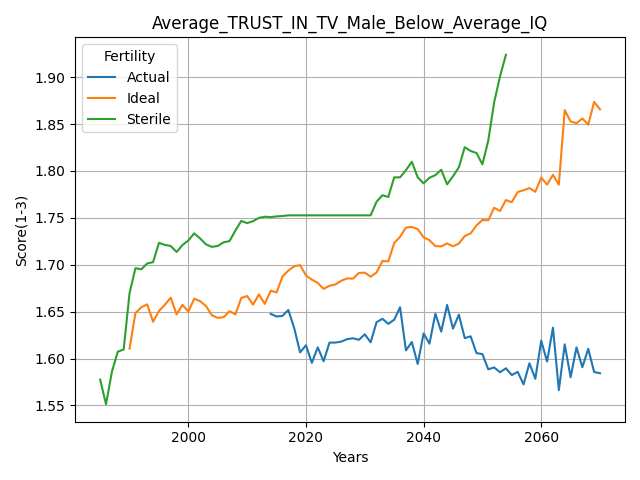 Average_TRUST_IN_TV_Male_Below_Average_IQ
Fertility
Actual
Ideal
Sterile
1.90
1.85
1.80
1.75
1.70
1.65
1.60
1.55
Score(1-3)
2000
2020
2040
2060
Years